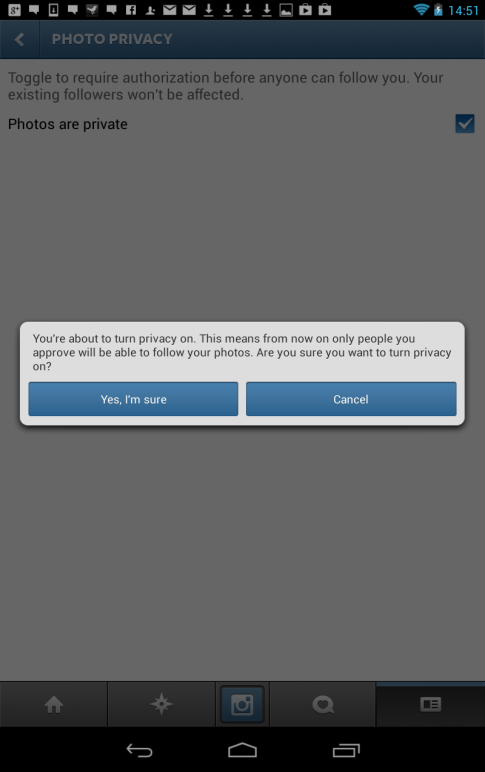 14:51
PHOTO PRIVACY
Toggle to require authorization before anyone can follow you. Your
existing followers won't be affected.
Photos are private
You're about to turn privacy on. This means from now on only people you
approve will be able to follow your photos. Are you sure you want to turn privacy
on?
Yes, I'm sure
Cancel